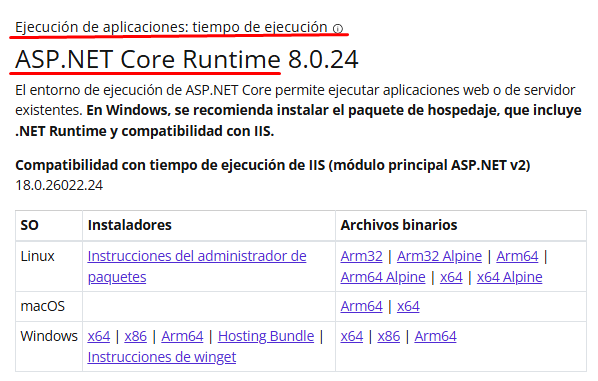 Ejecución de aplicaciones: tiempo de ejecución
ASP.NET Core Runtime 8.0.24
El entorno de ejecución de ASP.NET Core permite ejecutar aplicaciones web o de servidor
existentes. En Windows, se recomienda instalar el paquete de hospedaje, que incluye
.NET Runtime y compatibilidad con IIS.
Compatibilidad con tiempo de ejecución de IIS (módulo principal ASP.NET v2)
18.0.26022.24
SO Instaladores Archivos binarios
Linux Instrucciones del administrador de Arm32 | Arm32 Alpine | Arm64 |
paquetes Arm64 Alpine | x64 | x64 Alpine
macOS Arm64 | x64
Windows x64 | x86 | Arm64 | Hosting Bundle | x64 | x86 | Arm64
Instrucciones de winget